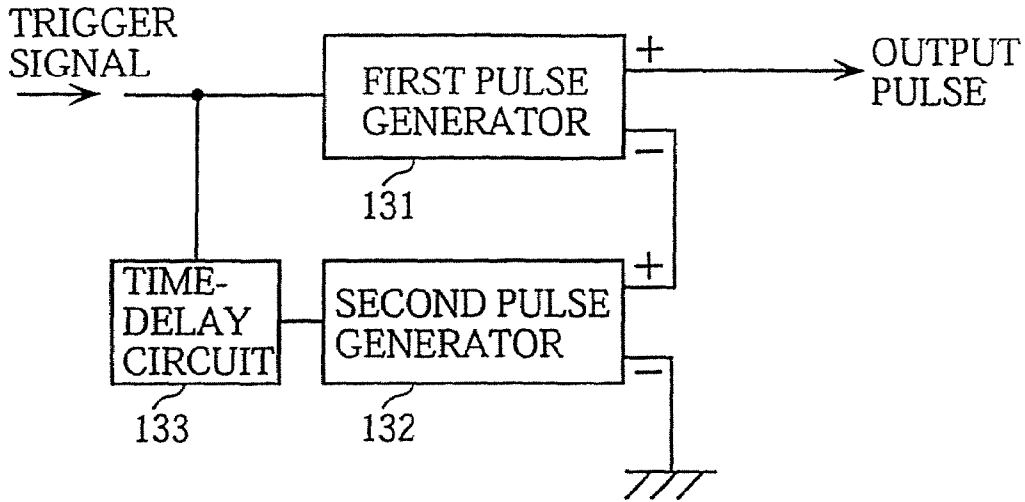 TRIGGER
SIGNAL
FIRST PULSE
GENERATOR
+
−
OUTPUT
PULSE
131
TIME-
DELAY
CIRCUIT
SECOND PULSE
GENERATOR
+
−
133
132